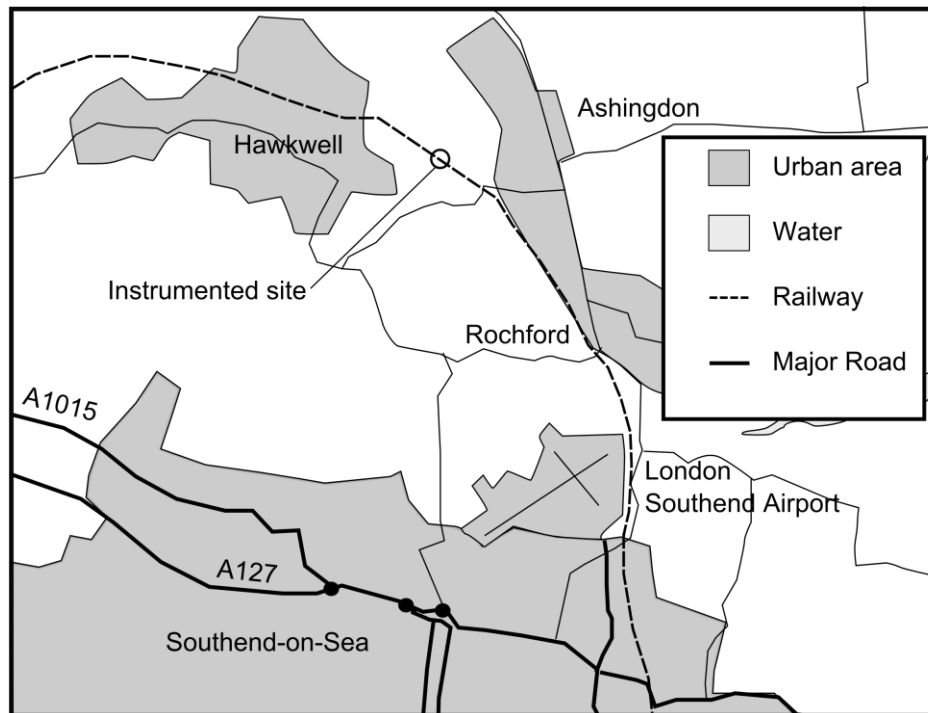 Ashingdon
Hawkwell
Urban area
Water
Instrumented site
Railway
Rochford
Major Road
A1015
London
Southend Airport
A127
Southend-on-Sea